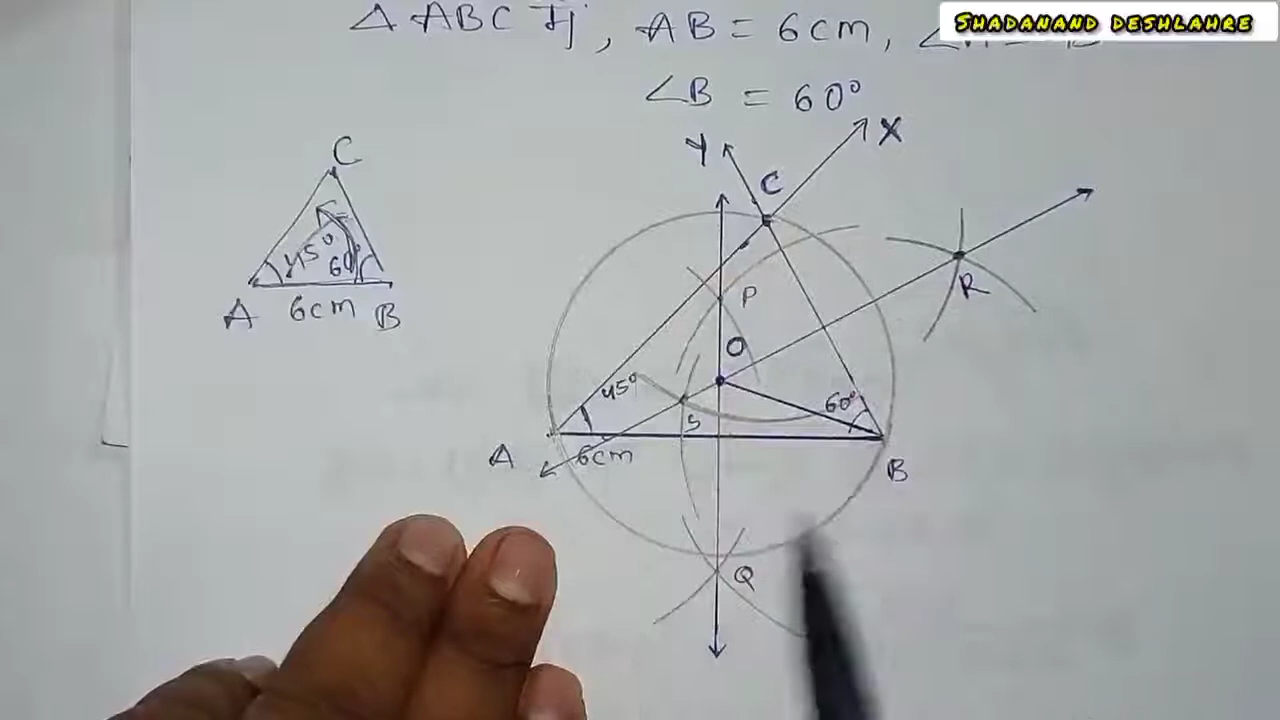 SHADANAND DESHLAHRE
△ ABC में, AB = 6cm,
∠B = 60°
Y
X
C
C
P
R
O
45°
60°
45°
60°
S
A
6cm
B
A
6cm
B
Q